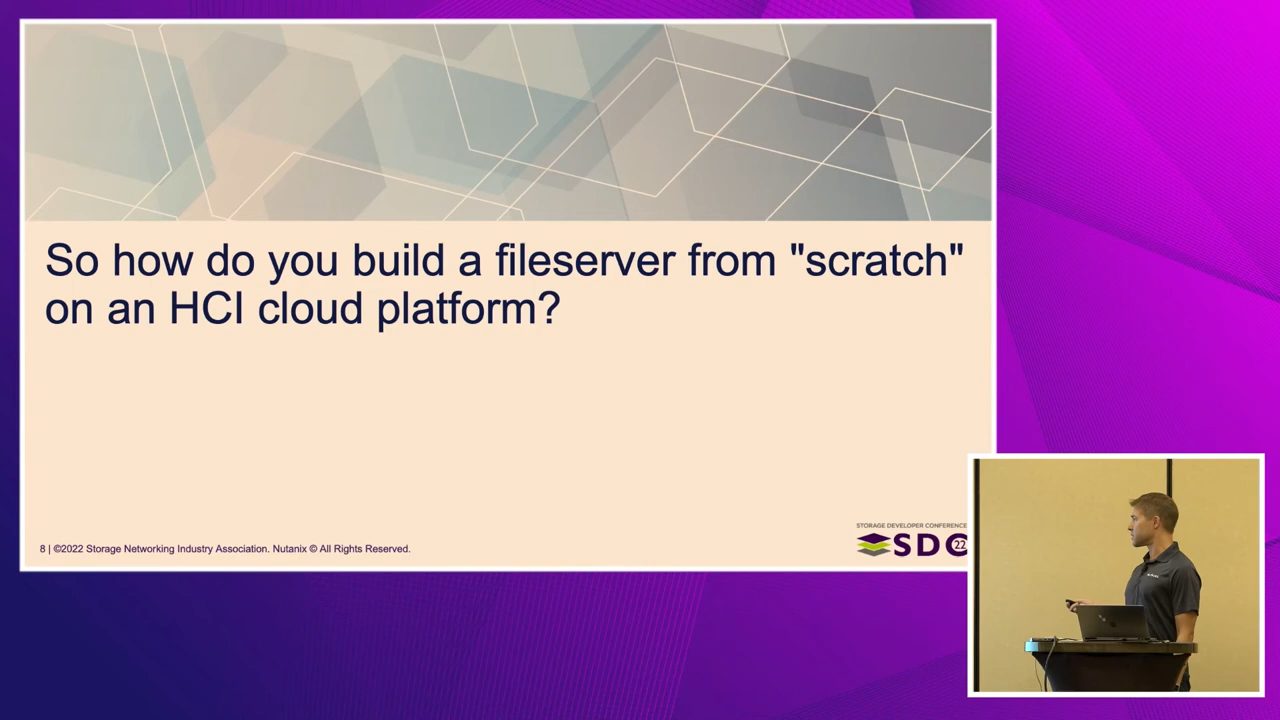 So how do you build a fileserver from "scratch"
on an HCI cloud platform?
STORAGE DEVELOPER CONFERENCE
SDC
22
8 | ©2022 Storage Networking Industry Association. Nutanix © All Rights Reserved.